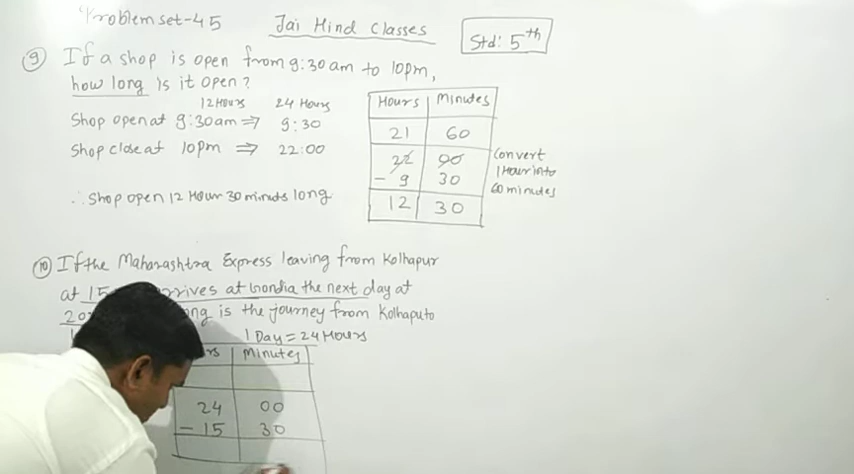 Problem set-45
Jai Hind Classes
Std: 5th
9 If a shop is open from 9:30 am to 10pm,
how long is it open?
12 Hours 24 Hours
Shop open at 9:30am ⇒ 9:30
Shop close at 10pm ⇒ 22:00
∴ Shop open 12 Hour 30 minuts long
Hours Minutes
21 60
22 00
- 9 30
12 30
Convert
1 Hour into
60 minutes
10 If the Maharashtra Express leaving from Kolhapur
at 15 arrives at Gondia the next day at
20 is the journey from Kolhaputo
1 Day = 24 Hours
Minutes
24 00
- 15 30